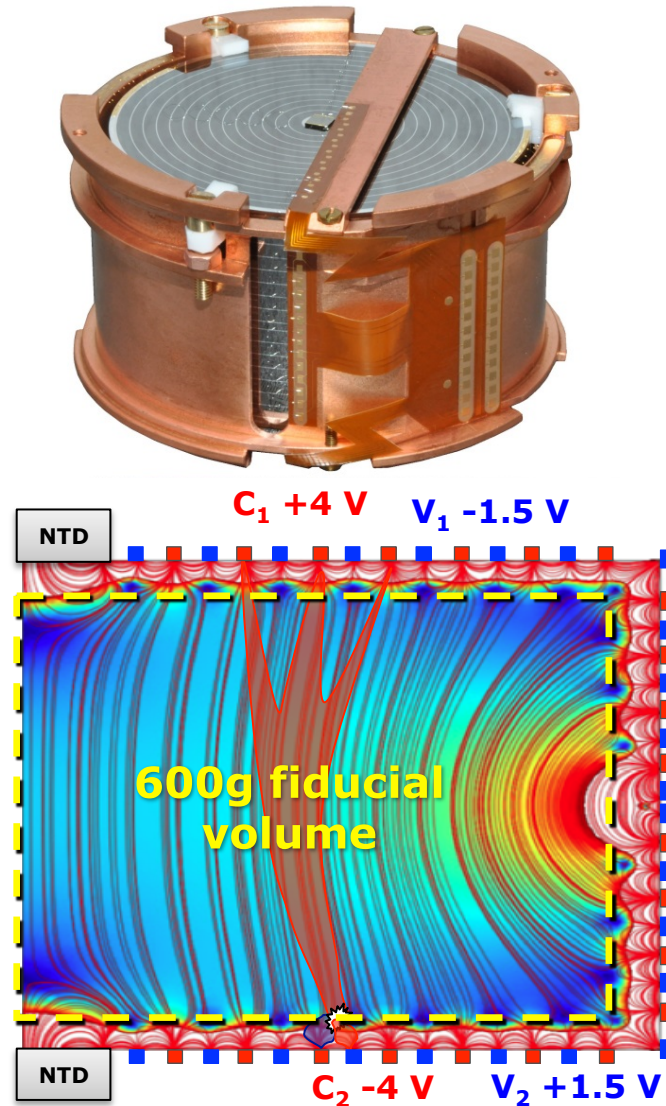 C₁ +4 V
V₁ -1.5 V
NTD
600g fiducial
volume
NTD
C₂ -4 V
V₂ +1.5 V